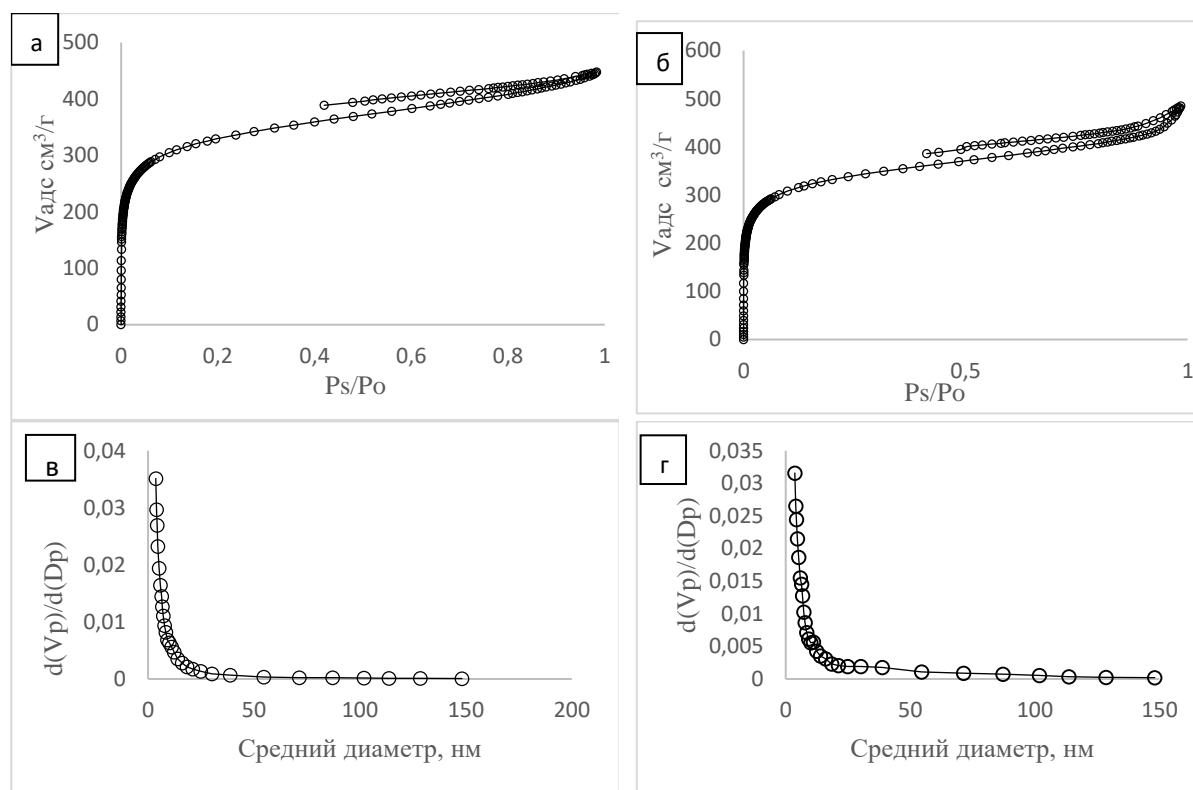 а
500
400
300
200
100
0
Vадс см³/г
0 0,2 0,4 0,6 0,8 1
Ps/Po
б
600
500
400
300
200
100
0
Vадс см³/г
0 0,5 1
Ps/Po
в
0,04
0,03
0,02
0,01
0
d(Vp)/d(Dp)
0 50 100 150 200
Средний диаметр, нм
г
0,035
0,03
0,025
0,02
0,015
0,01
0,005
0
d(Vp)/d(Dp)
0 50 100 150
Средний диаметр, нм